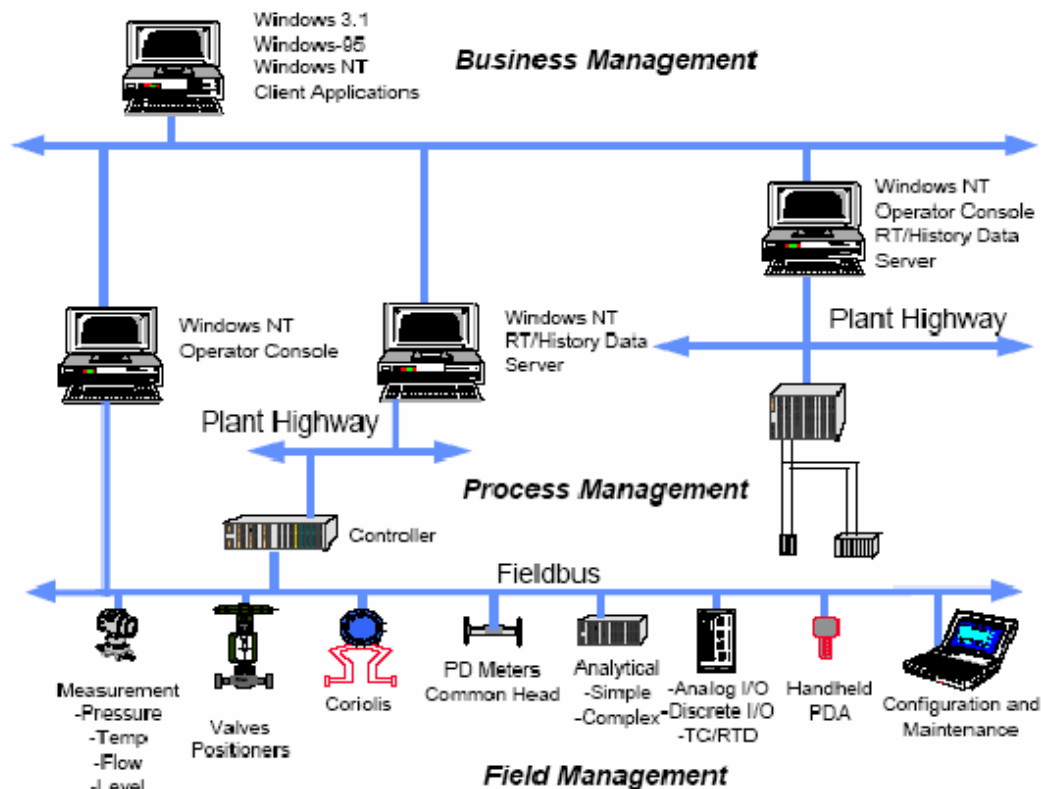 Windows 3.1
Windows-95
Windows NT
Client Applications
Business Management
Windows NT
Operator Console
RT/History Data
Server
Windows NT
Operator Console
Windows NT
RT/History Data
Server
Plant Highway
Plant Highway
Process Management
Controller
Fieldbus
Measurement
-Pressure
-Temp
-Flow
-Level
Valves
Positioners
Coriolis
PD Meters
Common Head
Analytical
-Simple
-Complex
-Analog I/O
-Discrete I/O
-TC/RTD
Handheld
PDA
Configuration and
Maintenance
Field Management